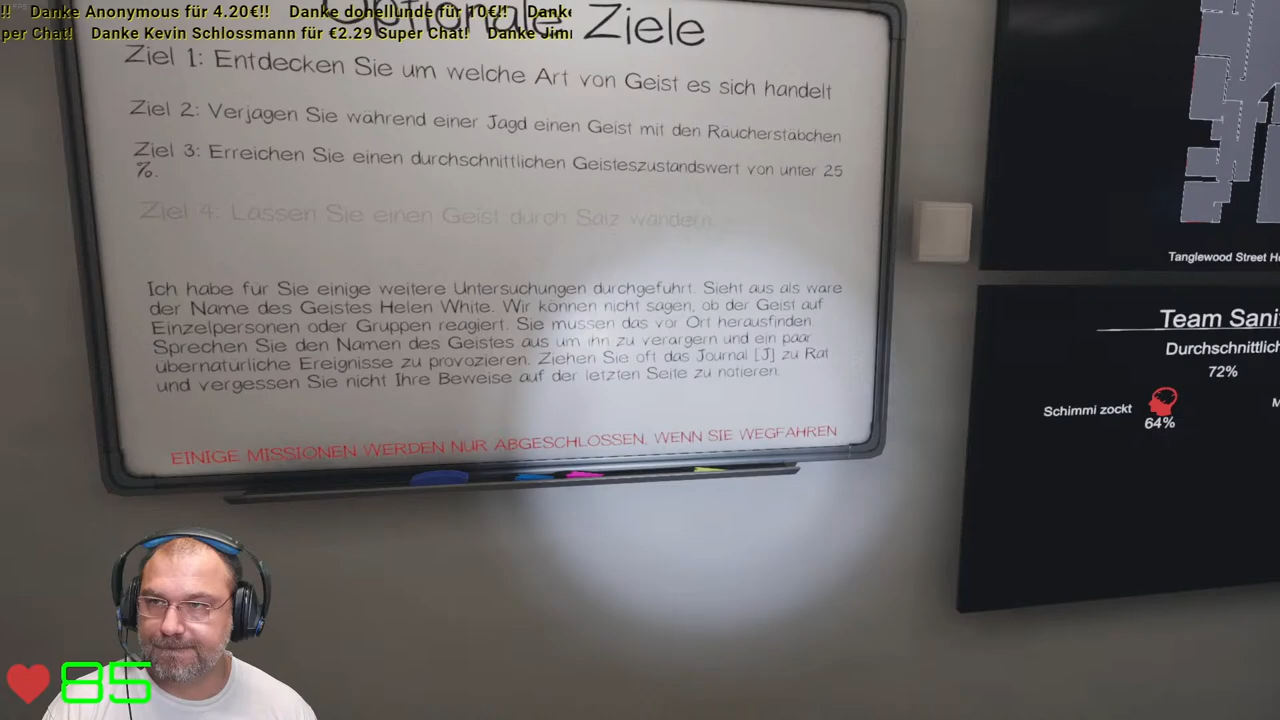 !! Danke Anonymous für 4.20€!! Danke donellunde für 10€!! Danke
per Chat! Danke Kevin Schlossmann für €2.29 Super Chat! Danke Jim
Optionale Ziele
Ziel 1: Entdecken Sie um welche Art von Geist es sich handelt
Ziel 2: Verjagen Sie während einer Jagd einen Geist mit den Räucherstäbchen
Ziel 3: Erreichen Sie einen durchschnittlichen Geisteszustandswert von unter 25
%.
Ziel 4: Lassen Sie einen Geist durch Salz wandern.
Ich habe für Sie einige weitere Untersuchungen durchgeführt. Sieht aus als wäre
der Name des Geistes Helen White. Wir können nicht sagen, ob der Geist auf
Einzelpersonen oder Gruppen reagiert. Sie müssen das vor Ort herausfinden.
Sprechen Sie den Namen des Geistes aus um ihn zu verärgern und ein paar
übernatürliche Ereignisse zu provozieren. Ziehen Sie oft das Journal [J] zu Rat
und vergessen Sie nicht Ihre Beweise auf der letzten Seite zu notieren.
EINIGE MISSIONEN WERDEN NUR ABGESCHLOSSEN, WENN SIE WEGFAHREN
Tanglewood Street Ho
Team Sani
Durchschnittlich
72%
Schimmi zockt
64%
M
85